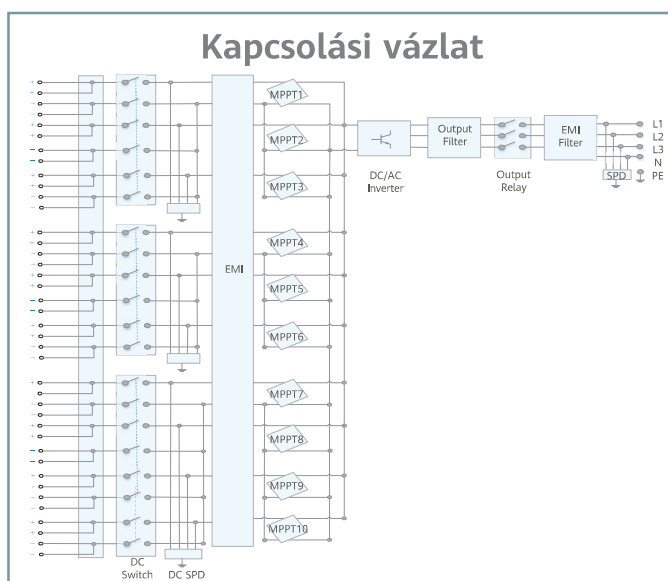 Kapcsolási vázlat
MPPT1
MPPT2
MPPT3
MPPT4
MPPT5
MPPT6
MPPT7
MPPT8
MPPT9
MPPT10
EMI
DC
Switch
DC SPD
DC/AC
Inverter
Output
Filter
Output
Relay
EMI
Filter
SPD
L1
L2
L3
N
PE